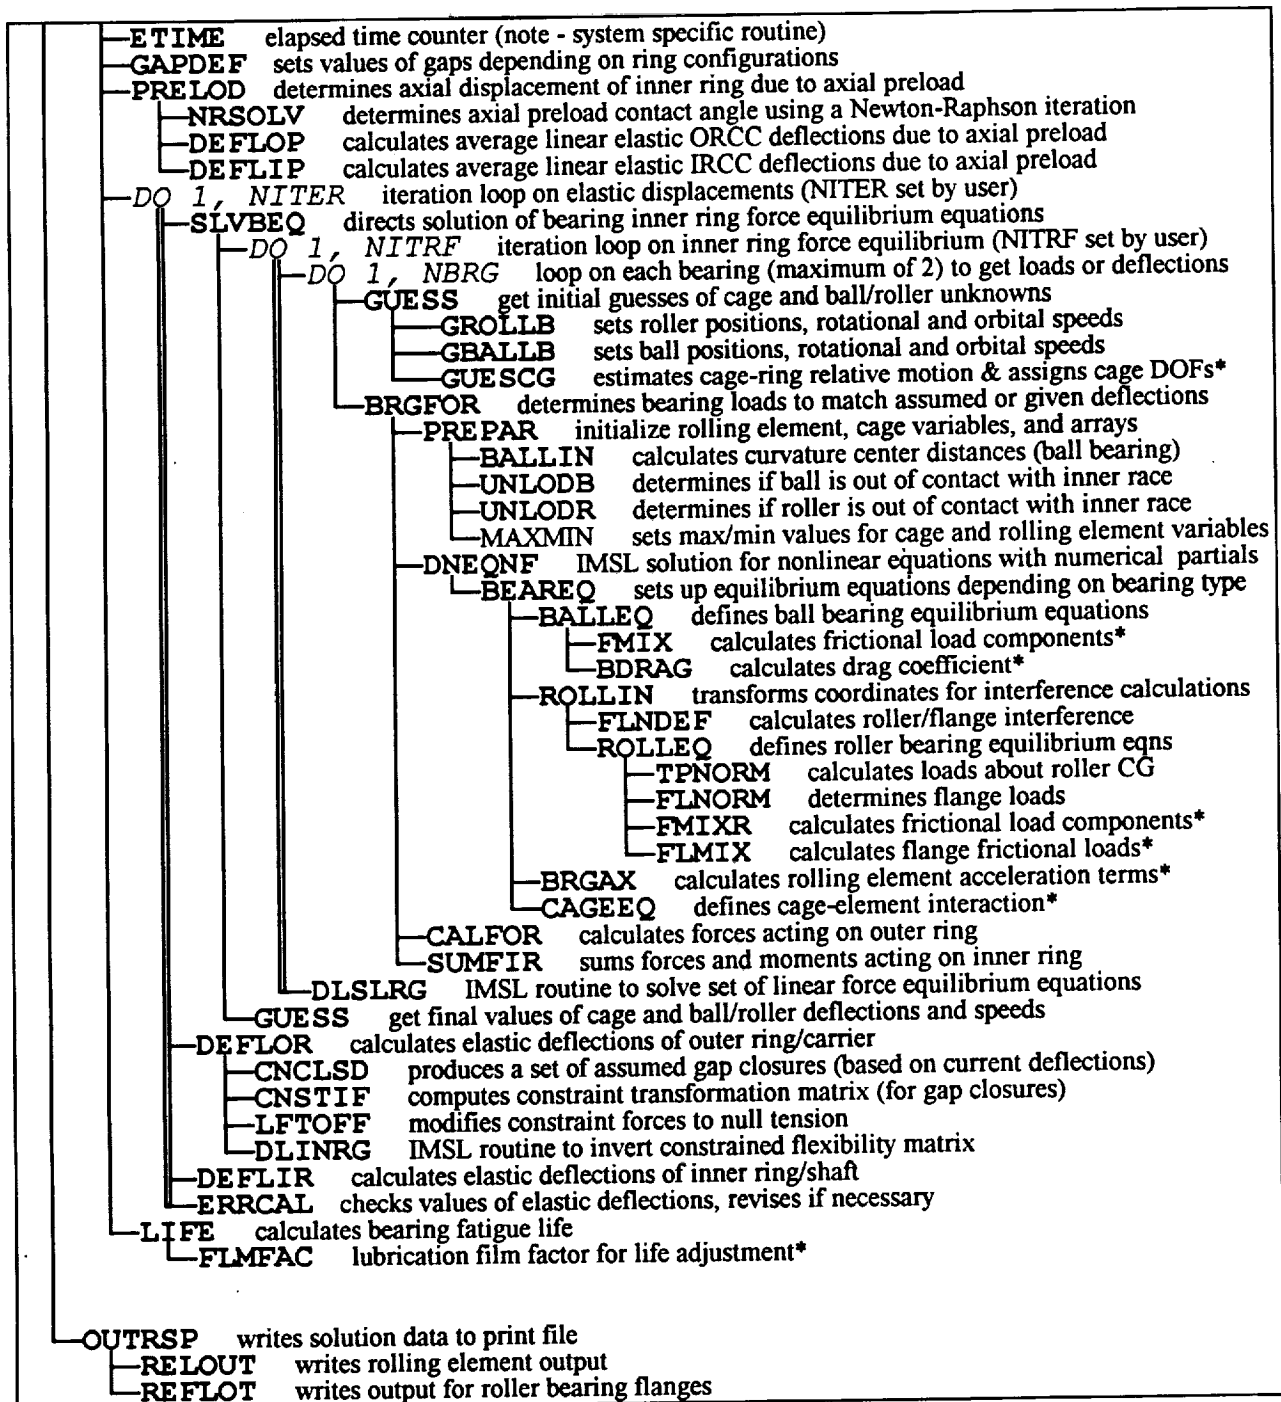 ETIME elapsed time counter (note - system specific routine)
GAPDEF sets values of gaps depending on ring configurations
PRELOD determines axial displacement of inner ring due to axial preload
NRSOLV determines axial preload contact angle using a Newton-Raphson iteration
DEFLOP calculates average linear elastic ORCC deflections due to axial preload
DEFLIP calculates average linear elastic IRCC deflections due to axial preload
DO 1, NITER iteration loop on elastic displacements (NITER set by user)
SLVBEQ directs solution of bearing inner ring force equilibrium equations
DO 1, NITRF iteration loop on inner ring force equilibrium (NITRF set by user)
DO 1, NBRG loop on each bearing (maximum of 2) to get loads or deflections
GUESS get initial guesses of cage and ball/roller unknowns
GROLLB sets roller positions, rotational and orbital speeds
GBALLB sets ball positions, rotational and orbital speeds
GUESCG estimates cage-ring relative motion & assigns cage DOFs*
BRGFOR determines bearing loads to match assumed or given deflections
PREPAR initialize rolling element, cage variables, and arrays
BALLIN calculates curvature center distances (ball bearing)
UNLODB determines if ball is out of contact with inner race
UNLODR determines if roller is out of contact with inner race
MAXMIN sets max/min values for cage and rolling element variables
DNEQNF IMSL solution for nonlinear equations with numerical partials
BEAREQ sets up equilibrium equations depending on bearing type
BALLEQ defines ball bearing equilibrium equations
FMIX calculates frictional load components*
BDRAG calculates drag coefficient*
ROLLIN transforms coordinates for interference calculations
FLNDEF calculates roller/flange interference
ROLLEQ defines roller bearing equilibrium eqns
TPNORM calculates loads about roller CG
FLNORM determines flange loads
FMIXR calculates frictional load components*
FLMIX calculates flange frictional loads*
BRGAX calculates rolling element acceleration terms*
CAGEEQ defines cage-element interaction*
CALFOR calculates forces acting on outer ring
SUMFIR sums forces and moments acting on inner ring
DLSLRG IMSL routine to solve set of linear force equilibrium equations
GUESS get final values of cage and ball/roller deflections and speeds
DEFLOR calculates elastic deflections of outer ring/carrier
CNCLSD produces a set of assumed gap closures (based on current deflections)
CNSTIF computes constraint transformation matrix (for gap closures)
LFTOFF modifies constraint forces to null tension
DLINRG IMSL routine to invert constrained flexibility matrix
DEFLIR calculates elastic deflections of inner ring/shaft
ERRCAL checks values of elastic deflections, revises if necessary
LIFE calculates bearing fatigue life
FLMFAC lubrication film factor for life adjustment*
OUTRSP writes solution data to print file
RELOUT writes rolling element output
REFLOT writes output for roller bearing flanges